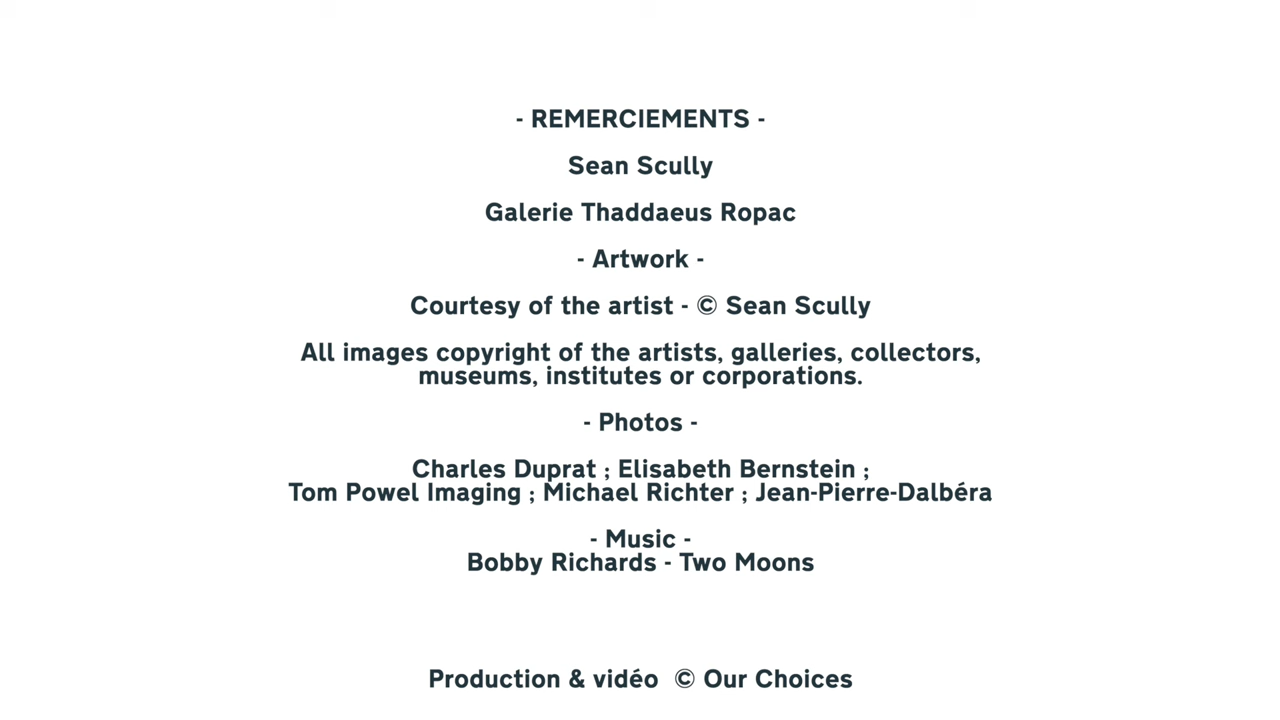 - REMERCIEMENTS -
Sean Scully
Galerie Thaddaeus Ropac
- Artwork -
Courtesy of the artist - © Sean Scully
All images copyright of the artists, galleries, collectors,
museums, institutes or corporations.
- Photos -
Charles Duprat ; Elisabeth Bernstein ;
Tom Powel Imaging ; Michael Richter ; Jean-Pierre-Dalbéra
- Music -
Bobby Richards - Two Moons
Production & vidéo © Our Choices